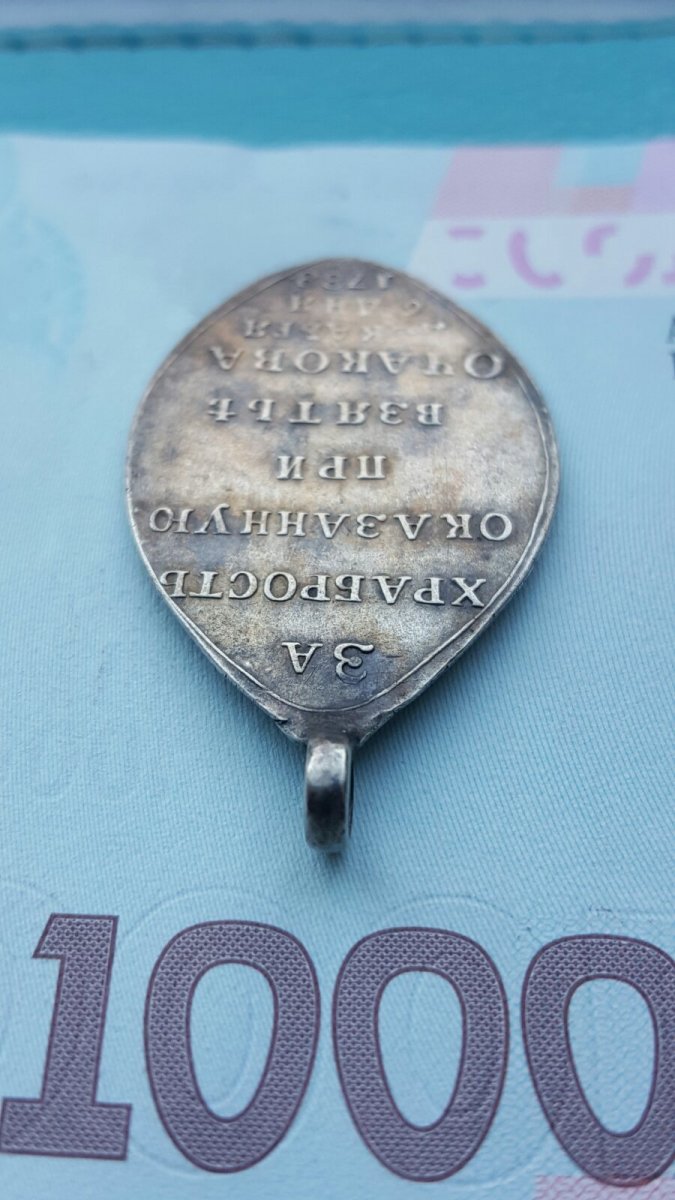 ЗА
ХРАБРОСТЬ
ОКАЗАННУЮ
ПРИ
ВЗЯТЬѢ
ОЧАКОВА
ДЕКАБРЯ
6 ДНЯ
1788
1000